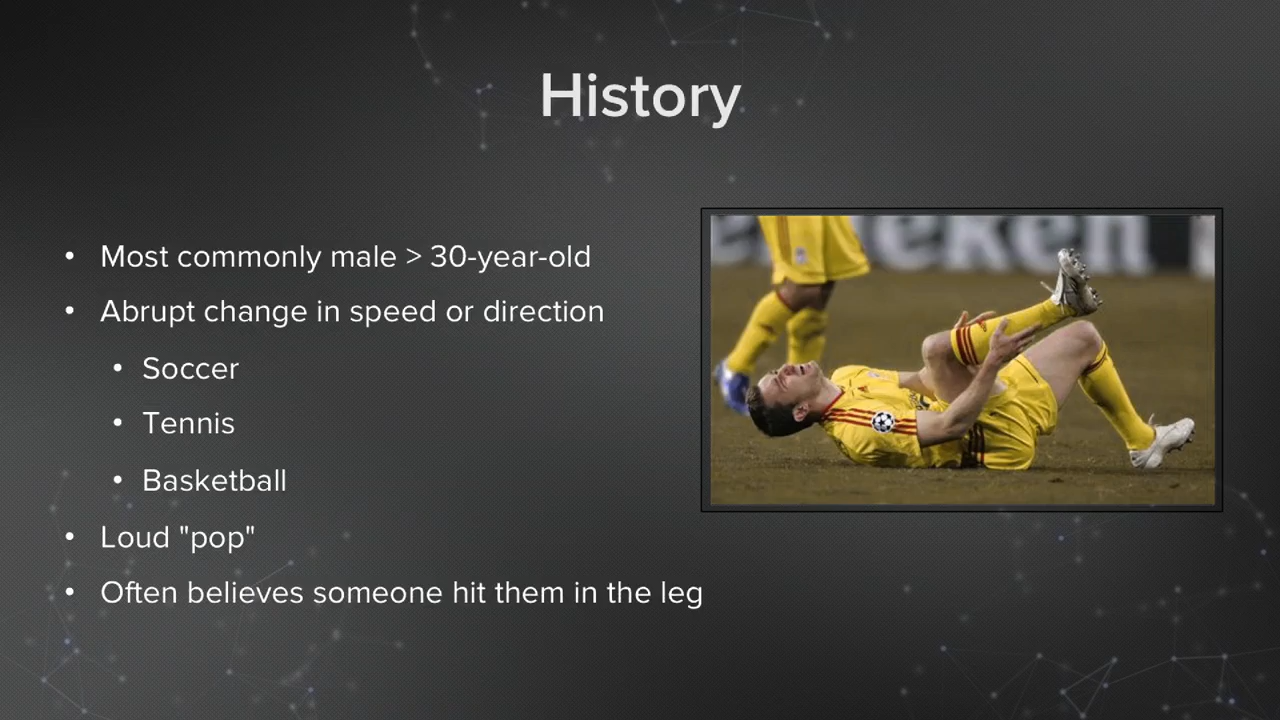 History
• Most commonly male > 30-year-old
• Abrupt change in speed or direction
• Soccer
• Tennis
• Basketball
• Loud "pop"
• Often believes someone hit them in the leg